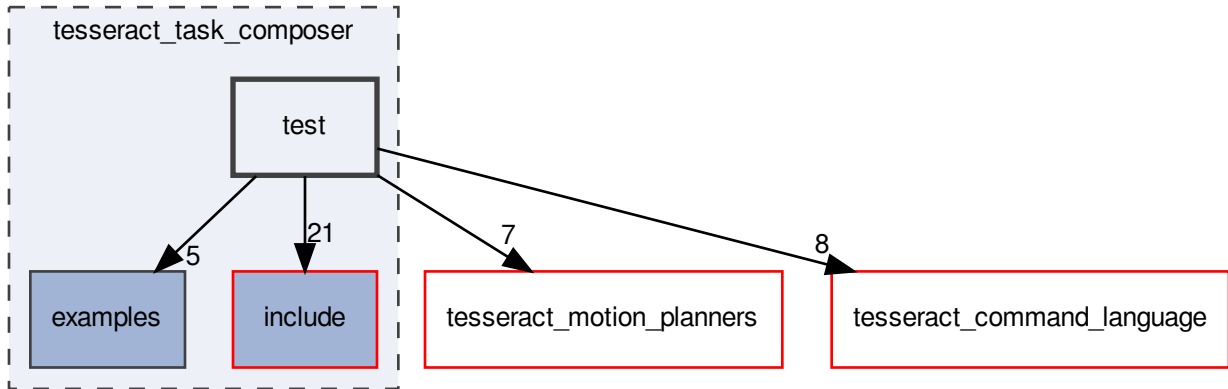 tesseract_task_composer
test
5
21
7
8
examples
include
tesseract_motion_planners
tesseract_command_language